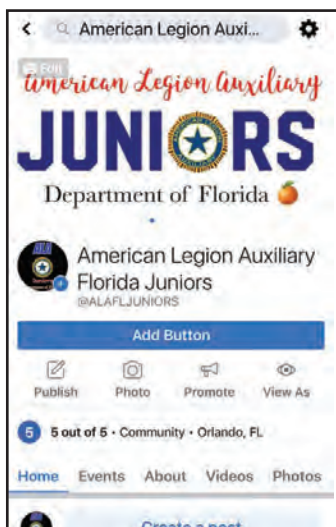 American Legion Auxi...
Edit
American Legion Auxiliary
JUNIORS
Department of Florida
American Legion Auxiliary
Florida Juniors
@ALAFLJUNIORS
Add Button
Publish Photo Promote View As
5 5 out of 5 · Community · Orlando, FL
Home Events About Videos Photos
Create a post